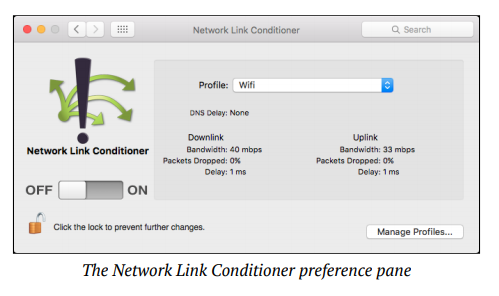 Network Link Conditioner
Search
Profile: Wifi
DNS Delay: None
Downlink
Bandwidth: 40 mbps
Packets Dropped: 0%
Delay: 1 ms
Uplink
Bandwidth: 33 mbps
Packets Dropped: 0%
Delay: 1 ms
Network Link Conditioner
OFF ON
Click the lock to prevent further changes.
Manage Profiles...
The Network Link Conditioner preference pane